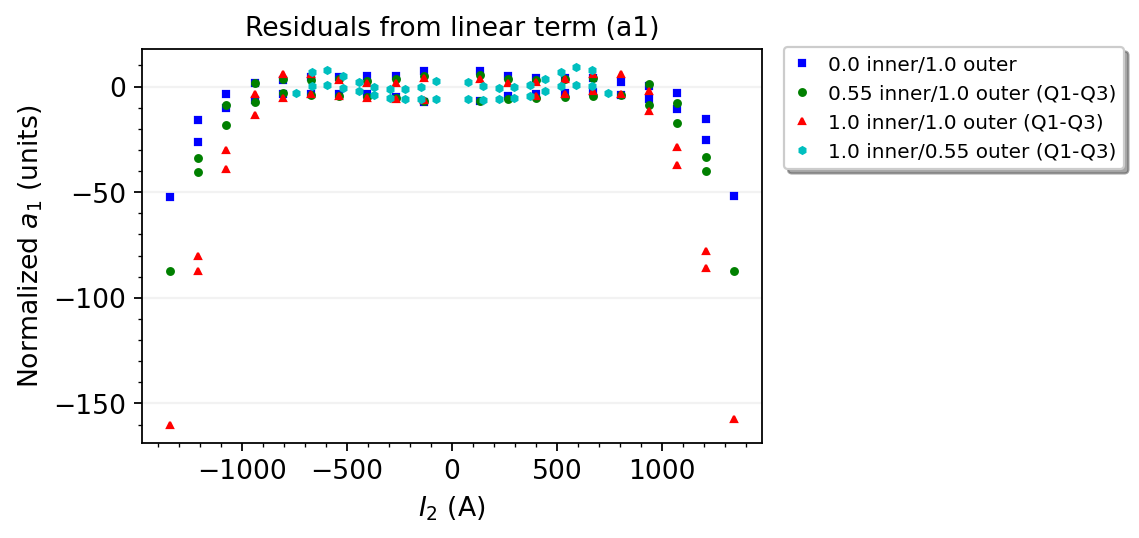 Residuals from linear term (a1)
0.0 inner/1.0 outer
0.55 inner/1.0 outer (Q1-Q3)
1.0 inner/1.0 outer (Q1-Q3)
1.0 inner/0.55 outer (Q1-Q3)
Normalized a₁ (units)
0
−50
−100
−150
−1000 −500 0 500 1000
I₂ (A)